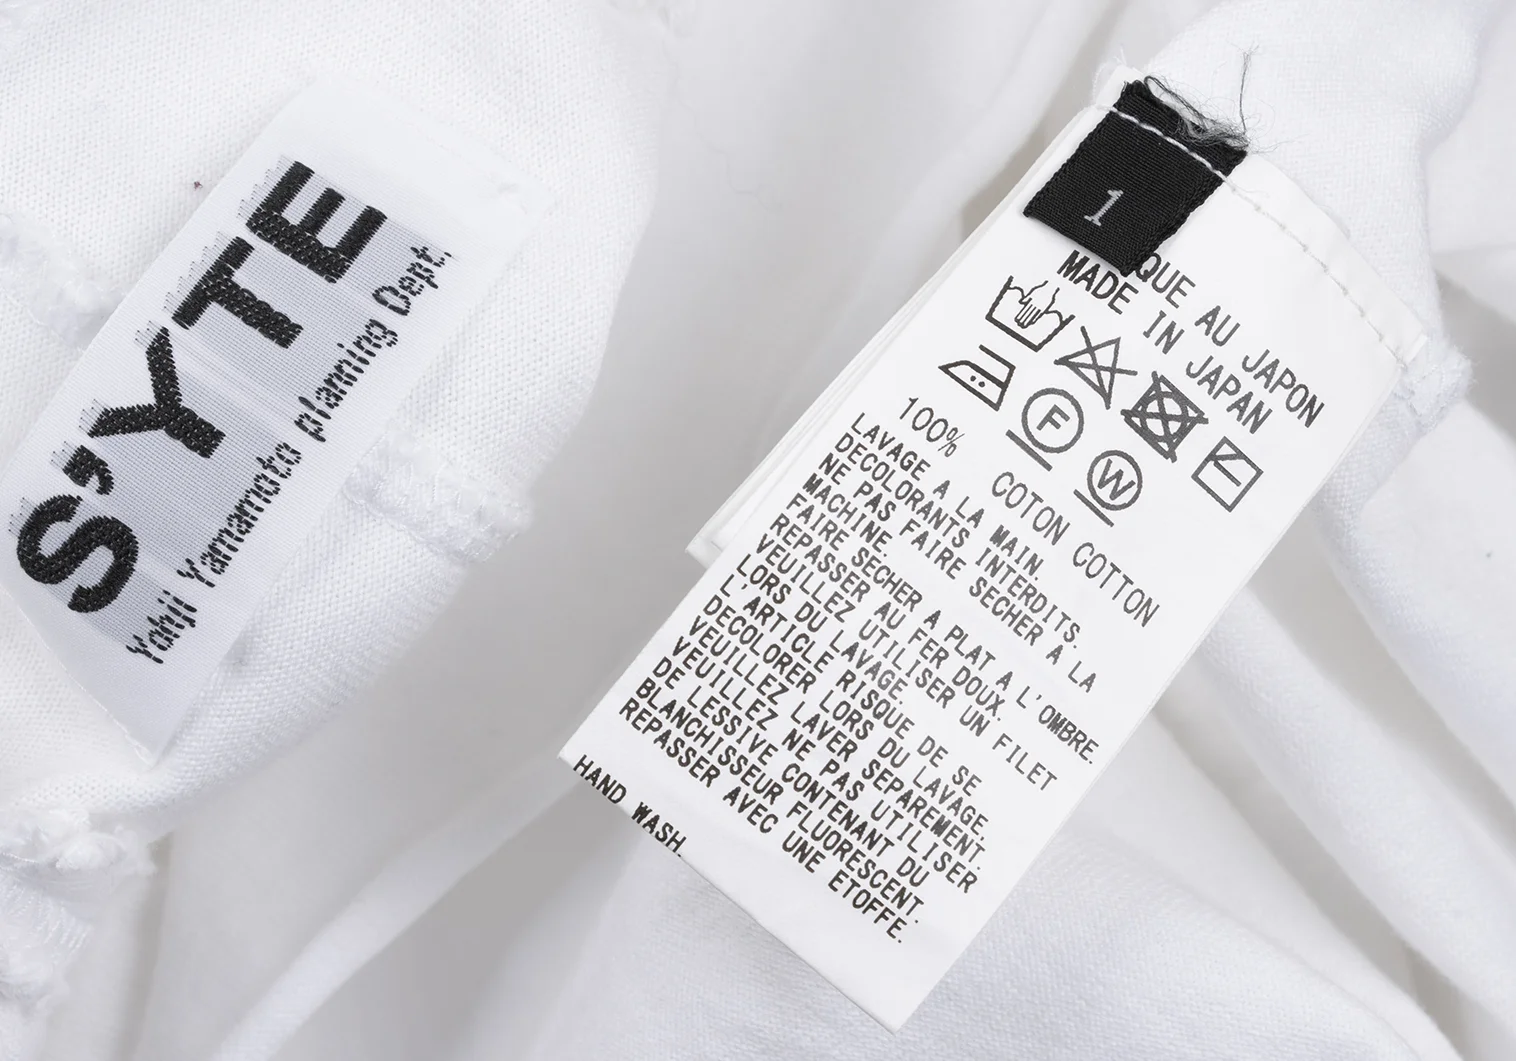 S'YTE
Yohji Yamamoto planning Dept.
1
QUE AU JAPON
MADE IN JAPAN
F
W
100% COTON COTTON
LAVAGE A LA MAIN.
DECOLORANTS INTERDITS.
NE PAS FAIRE SECHER A LA
MACHINE.
FAIRE SECHER A PLAT A L'OMBRE.
REPASSER AU FER DOUX.
VEUILLEZ UTILISER UN FILET
LORS DU LAVAGE.
L'ARTICLE RISQUE DE SE
DECOLORER LORS DU LAVAGE.
VEUILLEZ LAVER SEPAREMENT.
VEUILLEZ NE PAS UTILISER
DE LESSIVE CONTENANT DU
BLANCHISSEUR FLUORESCENT.
REPASSER AVEC UNE ETOFFE.
HAND WASH.